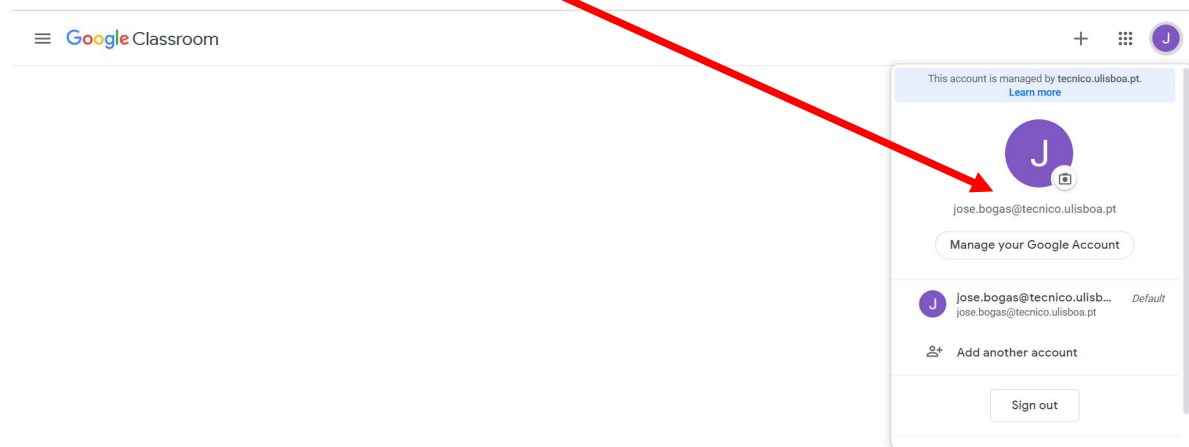 Google Classroom
J
This account is managed by tecnico.ulisboa.pt.
Learn more
J
jose.bogas@tecnico.ulisboa.pt
Manage your Google Account
J
jose.bogas@tecnico.ulisb... Default
jose.bogas@tecnico.ulisboa.pt
Add another account
Sign out